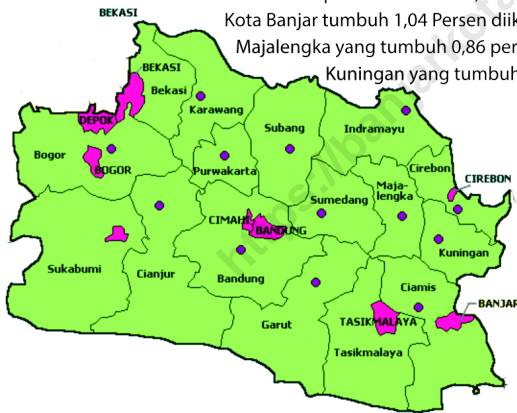 Kota Banjar tumbuh 1,04 Persen
Majalengka yang tumbuh 0,86
Kuningan yang tumbuh
BEKASI
BEKASI
Bekasi
Karawang
DEPOK
Subang
Indramayu
Bogor
BOGOR
Purwakarta
Cirebon
CIREBON
Sumedang
Maja-
lengka
CIMAHI
BANDUNG
Kuningan
Sukabumi
Cianjur
Bandung
Ciamis
BANJAR
Garut
TASIKMALAYA
Tasikmalaya